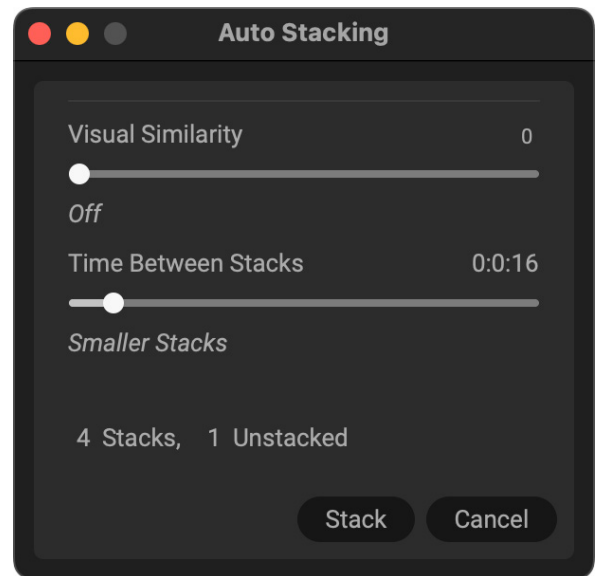 Auto Stacking
Visual Similarity 0
Off
Time Between Stacks 0:0:16
Smaller Stacks
4 Stacks, 1 Unstacked
Stack Cancel